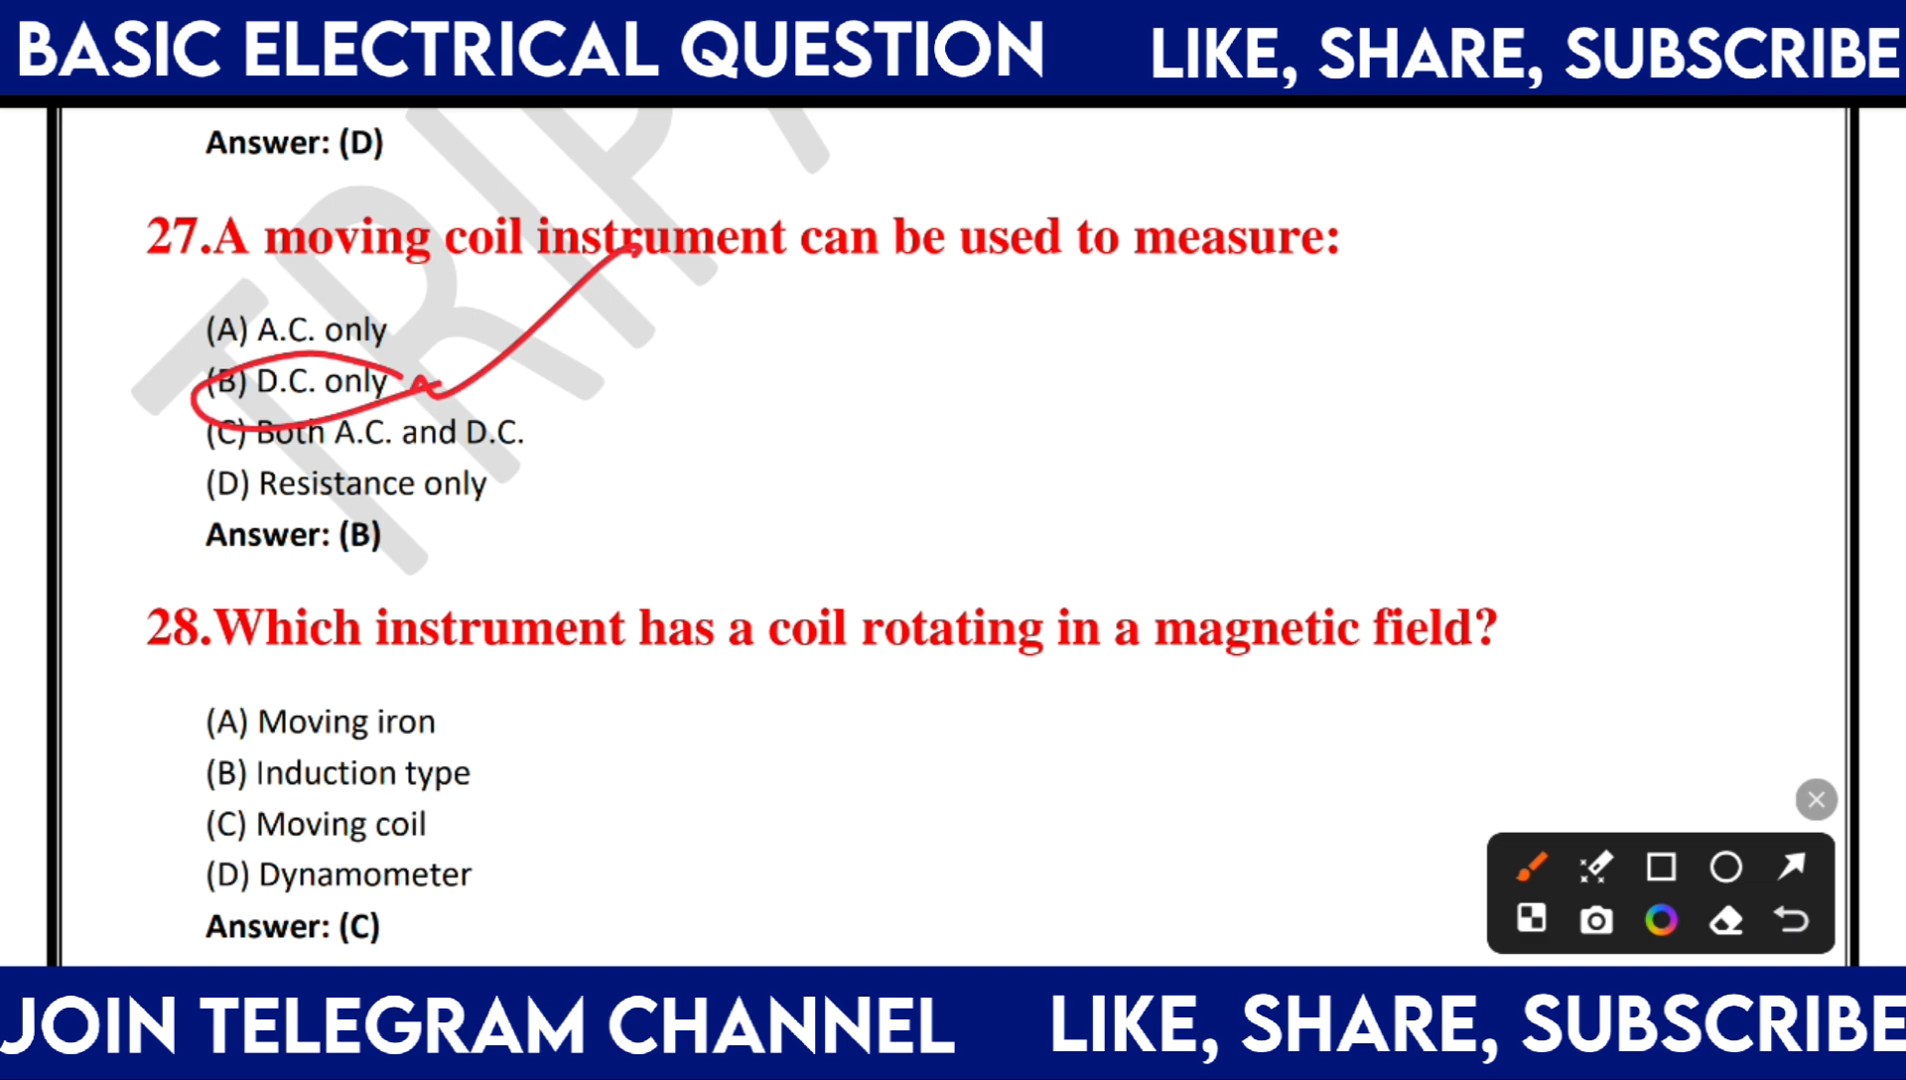 BASIC ELECTRICAL QUESTION LIKE, SHARE, SUBSCRIBE
Answer: (D)
27.A moving coil instrument can be used to measure:
(A) A.C. only
(B) D.C. only
(C) Both A.C. and D.C.
(D) Resistance only
Answer: (B)
28.Which instrument has a coil rotating in a magnetic field?
(A) Moving iron
(B) Induction type
(C) Moving coil
(D) Dynamometer
Answer: (C)
JOIN TELEGRAM CHANNEL LIKE, SHARE, SUBSCRIBE